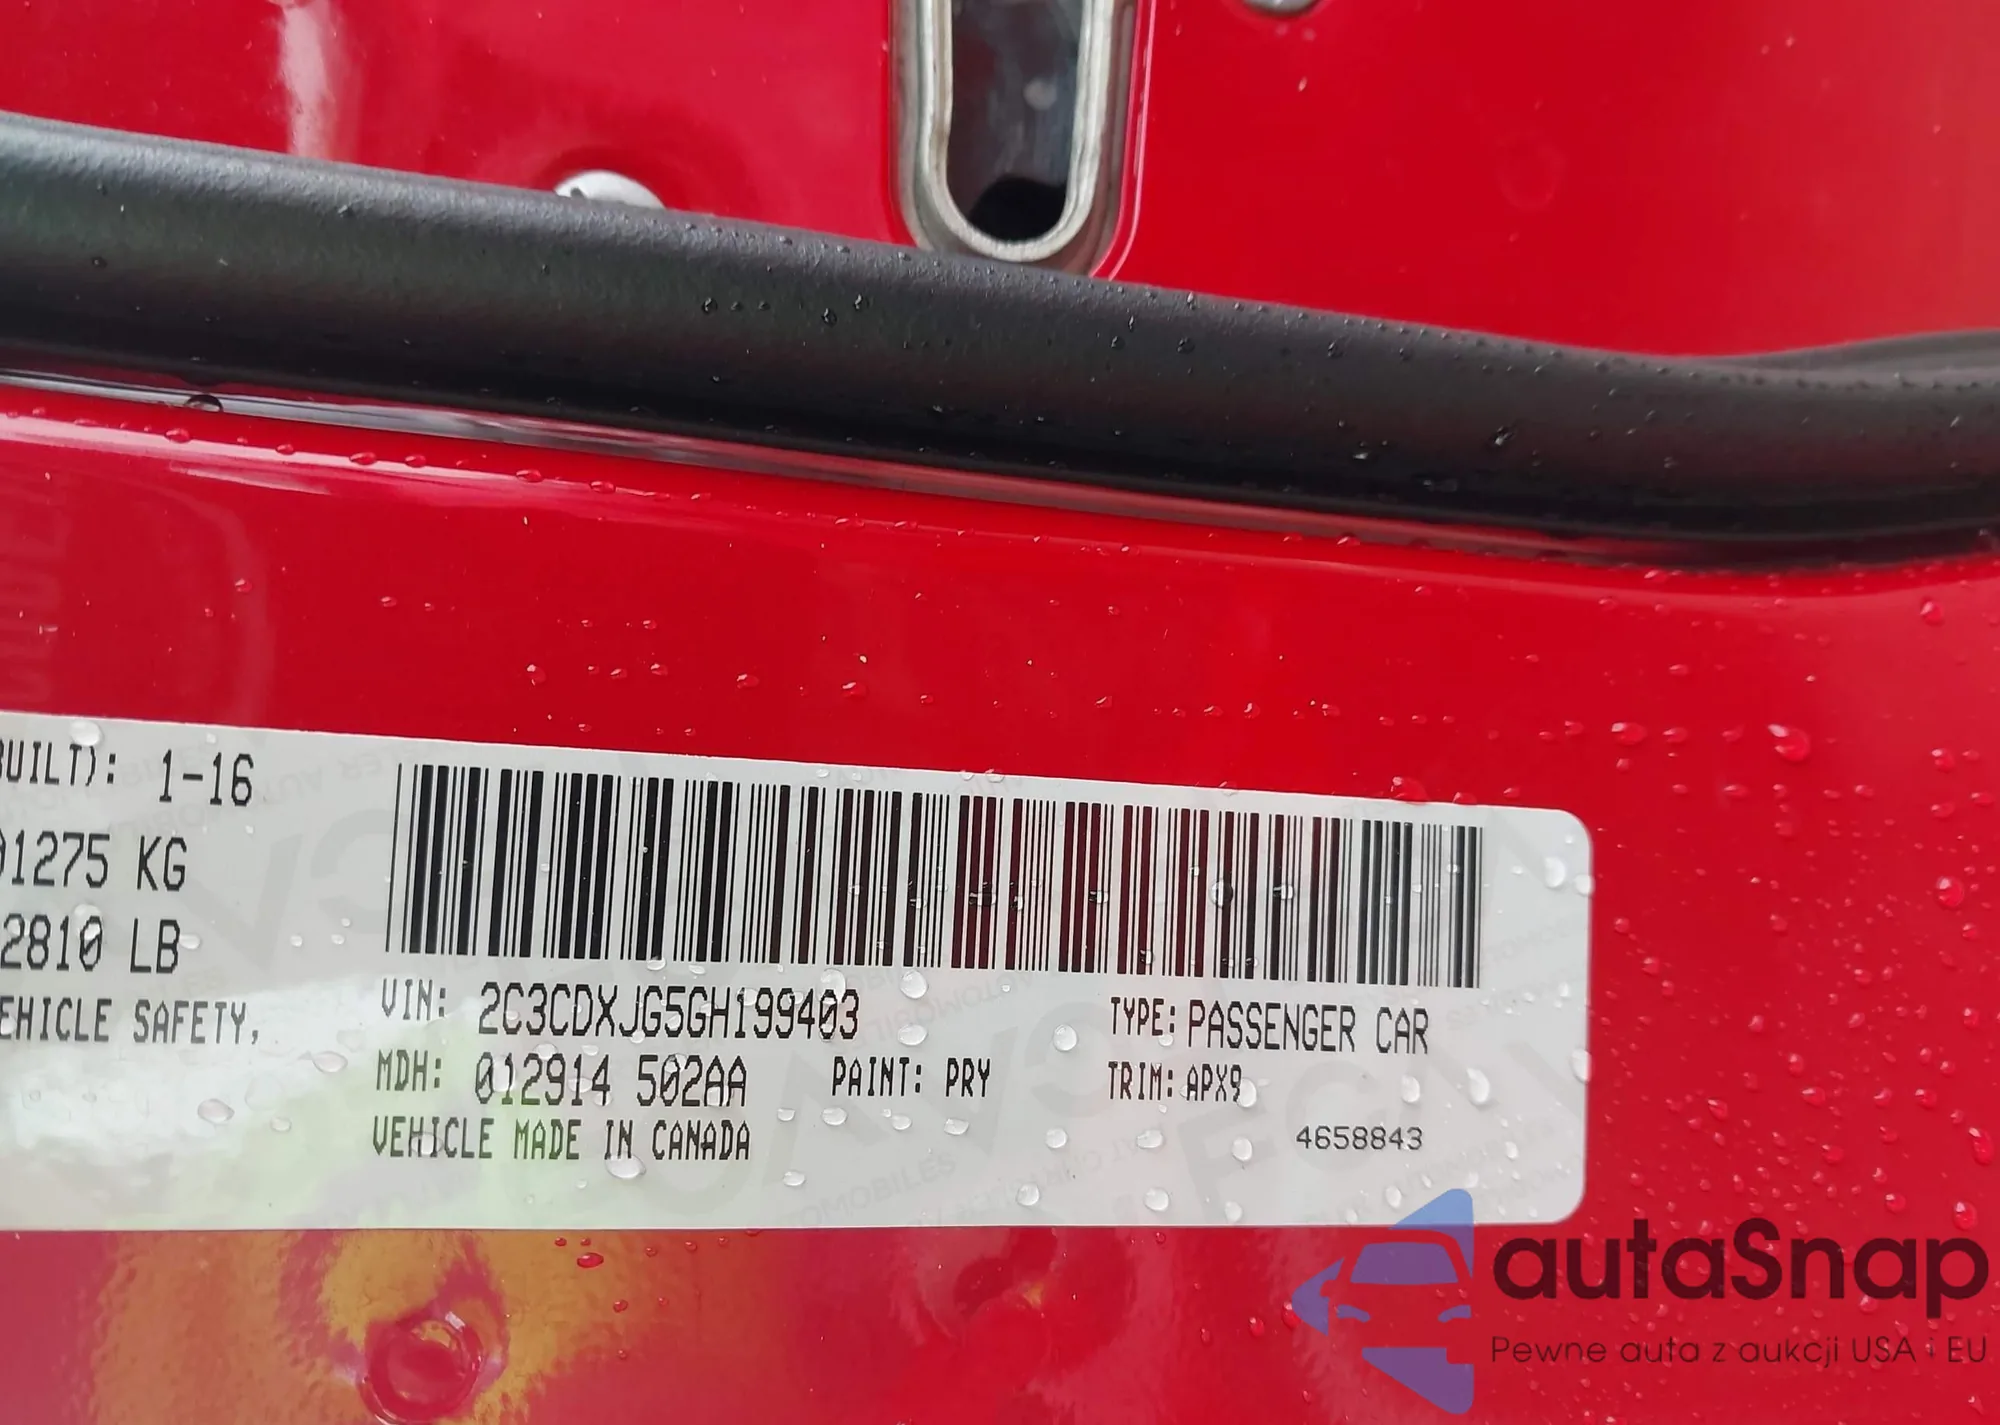 BUILT): 1-16
01275 KG
2810 LB
VEHICLE SAFETY,
VIN: 2C3CDXJG5GH199403
TYPE: PASSENGER CAR
MDH: 012914 502AA
PAINT: PRY
TRIM: APX9
VEHICLE MADE IN CANADA
4658843
autaSnap
Pewne auta z aukcji USA i EU